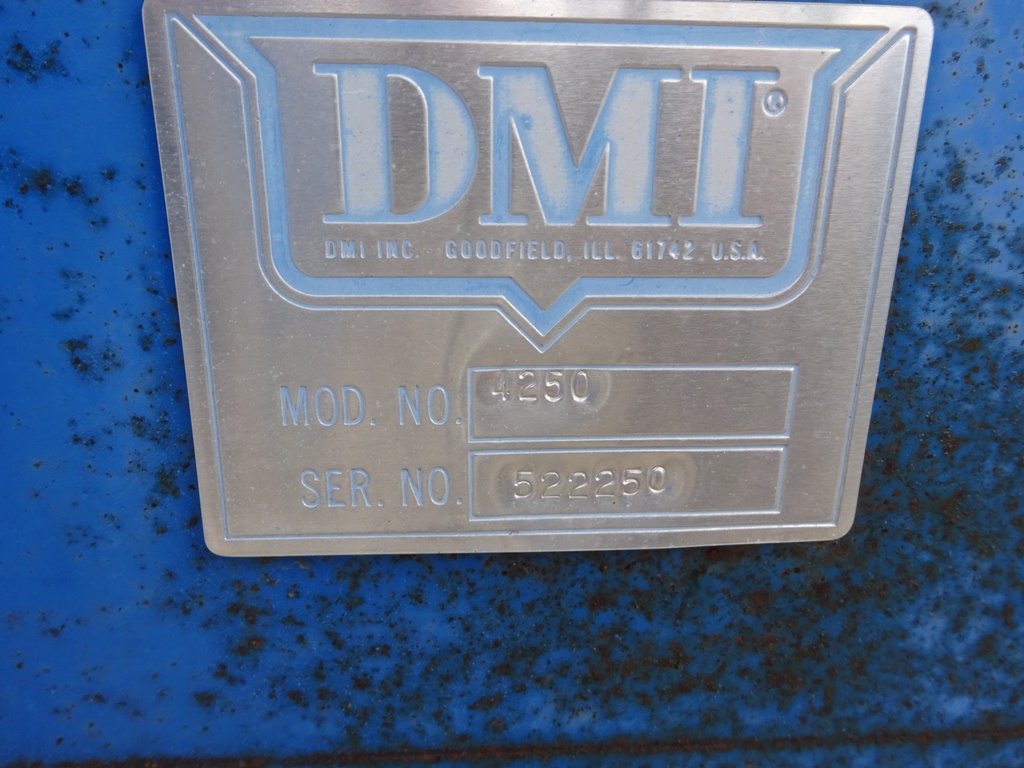 DMI®
DMI INC. GOODFIELD, ILL. 61742 U.S.A.
MOD. NO. 4250
SER. NO. 522250